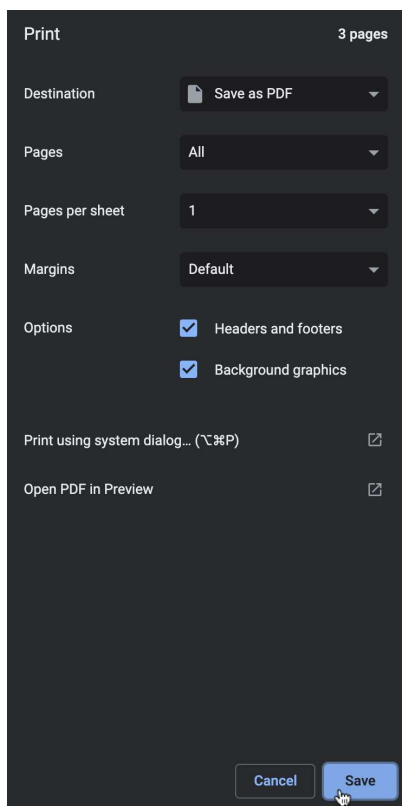 Print 3 pages
Destination Save as PDF
Pages All
Pages per sheet 1
Margins Default
Options Headers and footers
Background graphics
Print using system dialog... (⌥⌘P)
Open PDF in Preview
Cancel Save